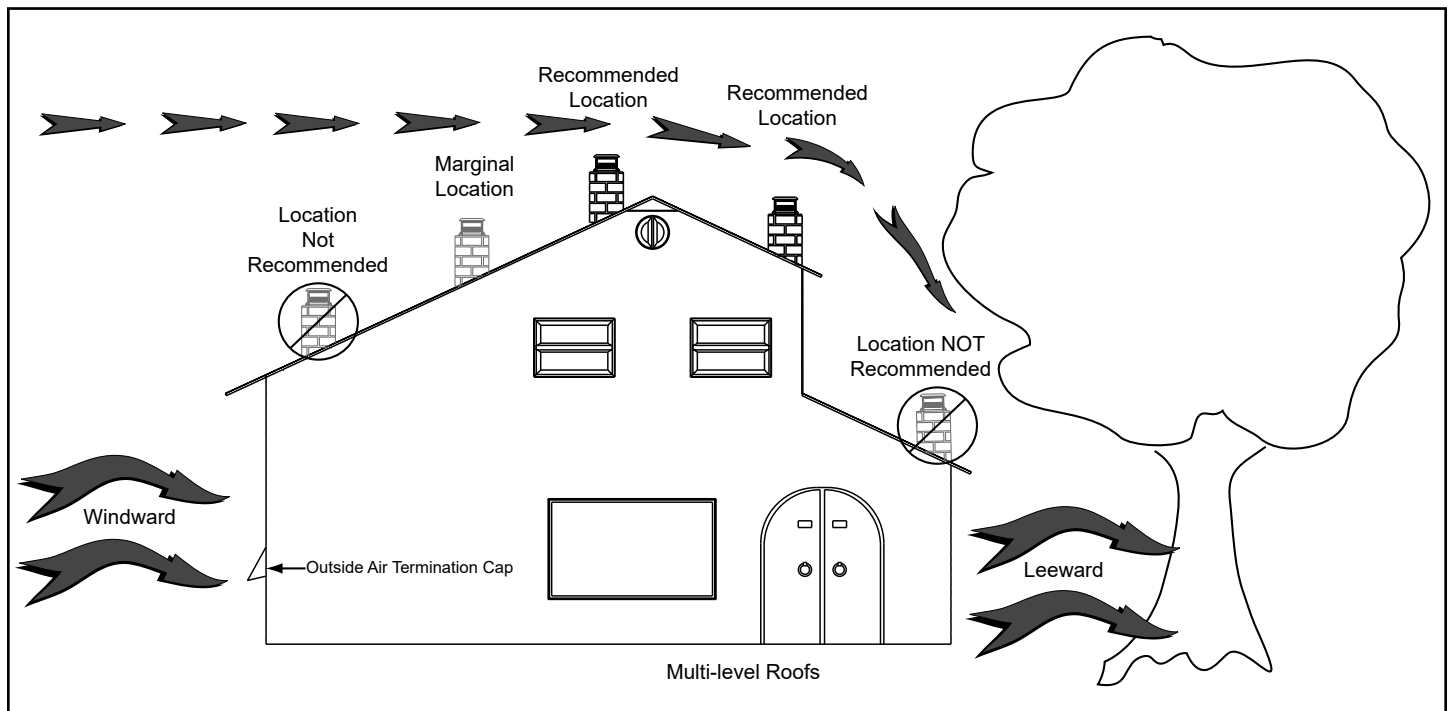 Recommended
Location
Recommended
Location
Marginal
Location
Location
Not
Recommended
Location NOT
Recommended
Windward
Outside Air Termination Cap
Leeward
Multi-level Roofs